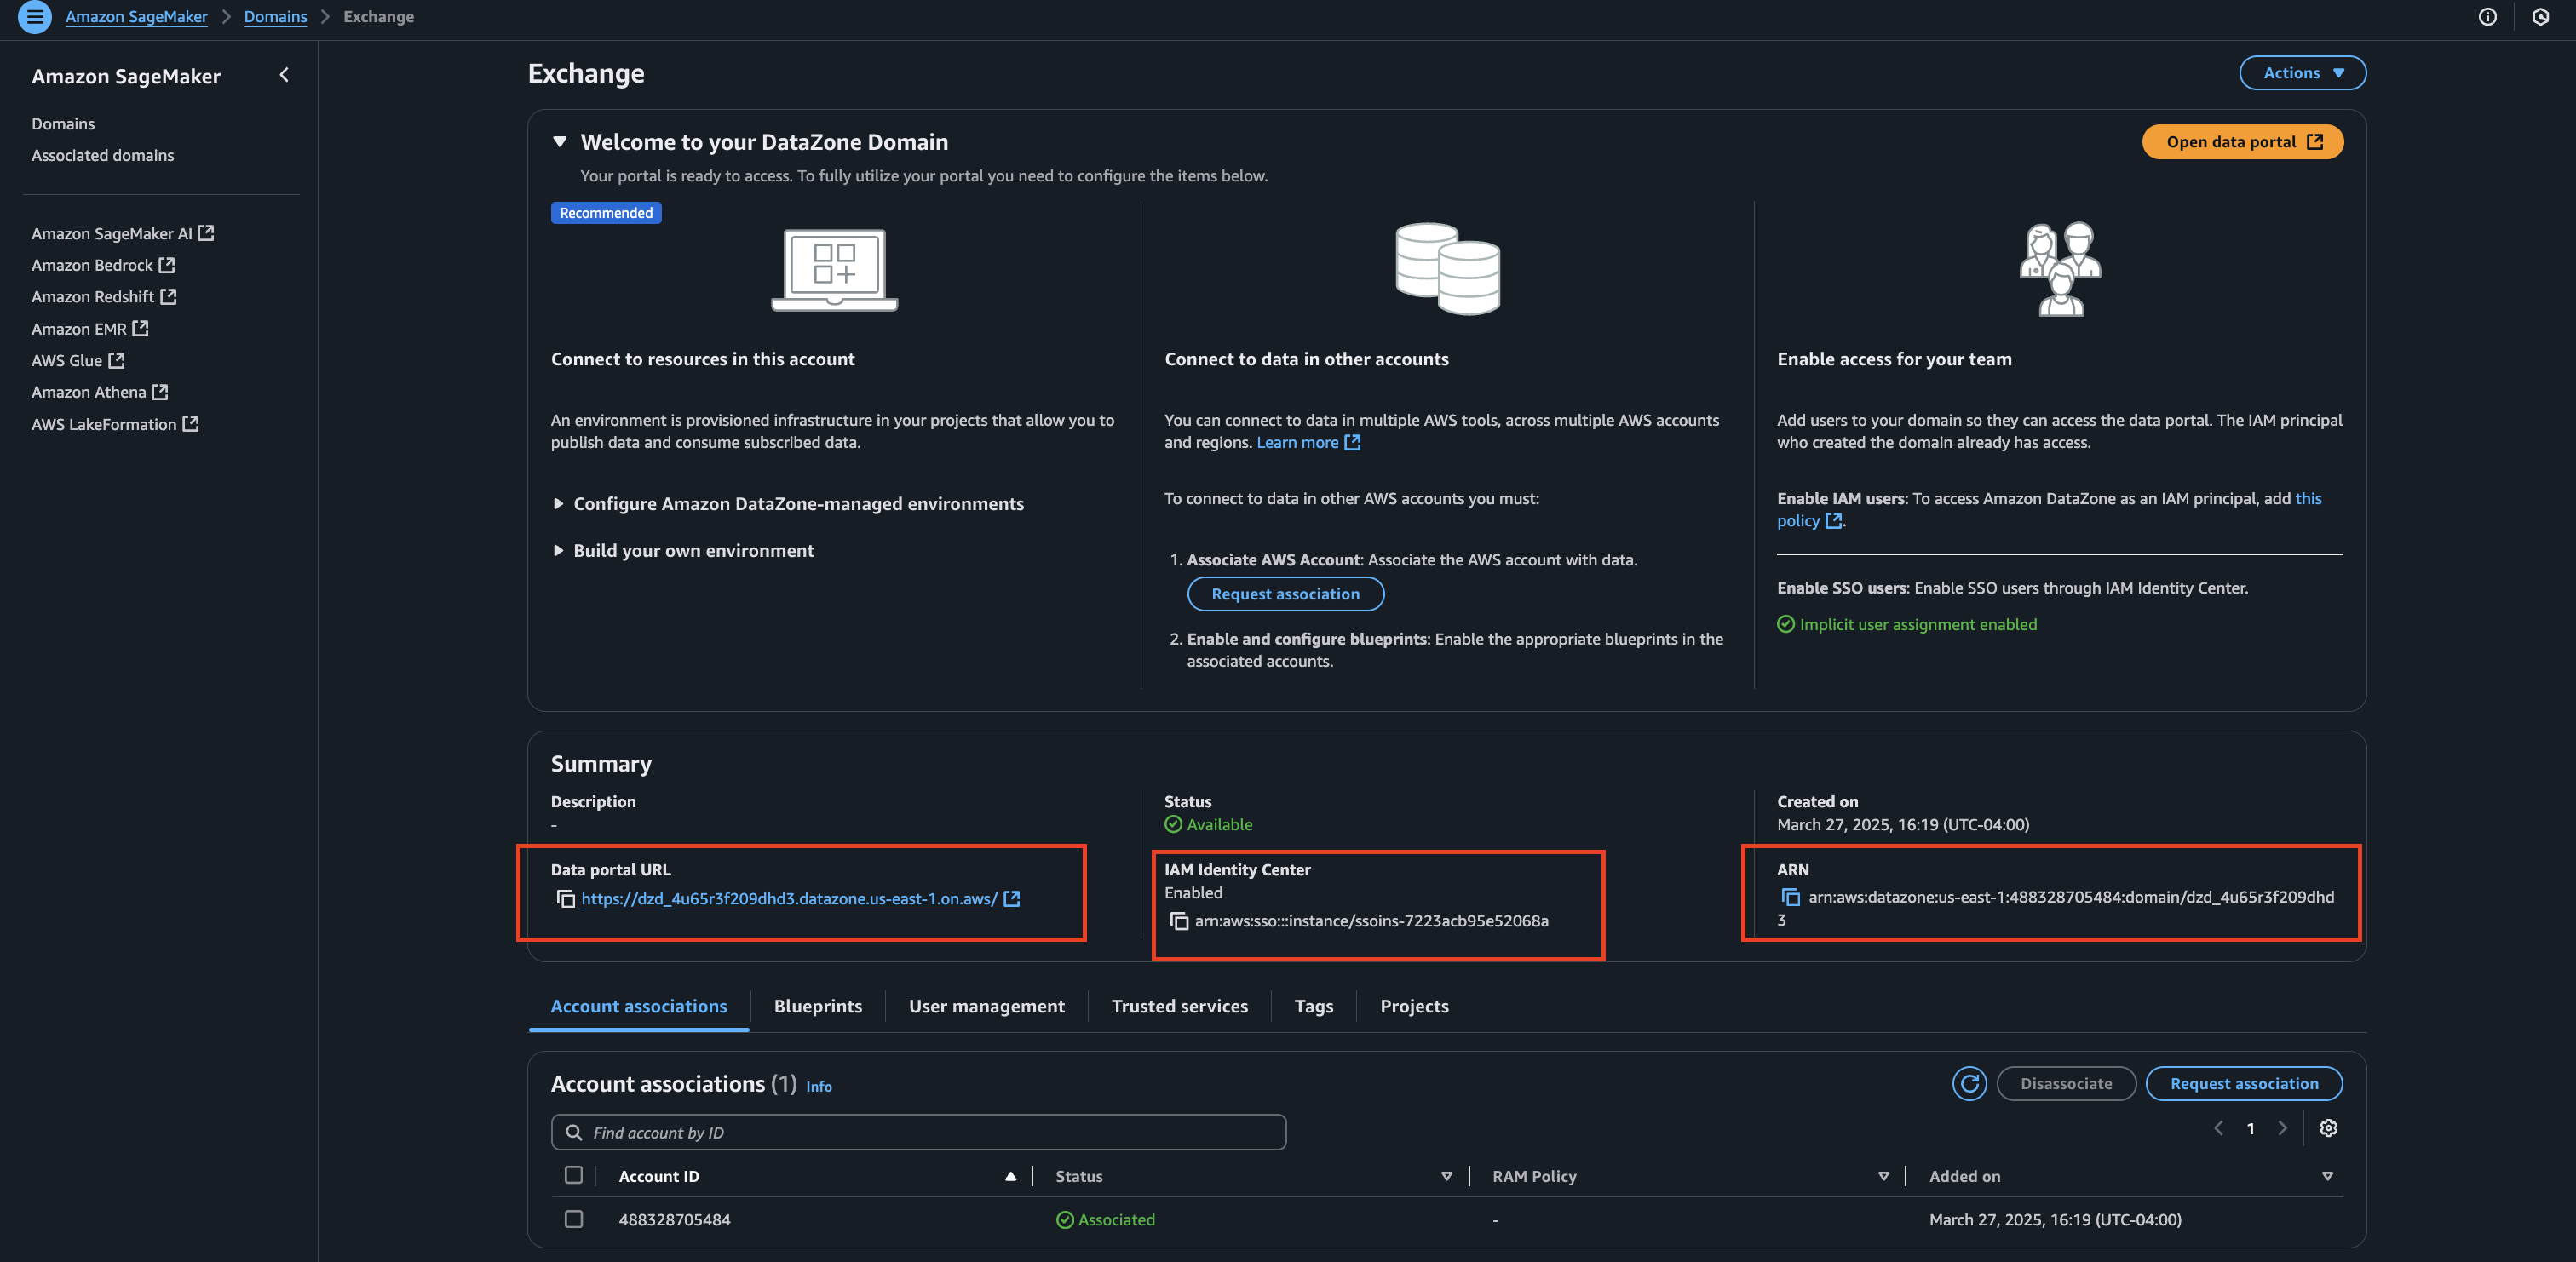 Amazon SageMaker
Domains
Exchange
Amazon SageMaker
Domains
Associated domains
Amazon SageMaker AI
Amazon Bedrock
Amazon Redshift
Amazon EMR
AWS Glue
Amazon Athena
AWS LakeFormation
Exchange
Actions
Welcome to your DataZone Domain
Open data portal
Your portal is ready to access. To fully utilize your portal you need to configure the items below.
Recommended
Connect to resources in this account
An environment is provisioned infrastructure in your projects that allow you to
publish data and consume subscribed data.
Configure Amazon DataZone-managed environments
Build your own environment
Connect to data in other accounts
You can connect to data in multiple AWS tools, across multiple AWS accounts
and regions. Learn more
To connect to data in other AWS accounts you must:
1. Associate AWS Account: Associate the AWS account with data.
Request association
2. Enable and configure blueprints: Enable the appropriate blueprints in the
associated accounts.
Enable access for your team
Add users to your domain so they can access the data portal. The IAM principal
who created the domain already has access.
Enable IAM users: To access Amazon DataZone as an IAM principal, add this
policy .
Enable SSO users: Enable SSO users through IAM Identity Center.
Implicit user assignment enabled
Summary
Description
-
Data portal URL
https://dzd_4u65r3f209dhd3.datazone.us-east-1.on.aws/
Status
Available
IAM Identity Center
Enabled
arn:aws:sso:::instance/ssoins-7223acb95e52068a
Created on
March 27, 2025, 16:19 (UTC-04:00)
ARN
arn:aws:datazone:us-east-1:488328705484:domain/dzd_4u65r3f209dhd
3
Account associations
Blueprints
User management
Trusted services
Tags
Projects
Account associations (1) Info
Disassociate
Request association
Find account by ID
1
Account ID
Status
RAM Policy
Added on
488328705484
Associated
-
March 27, 2025, 16:19 (UTC-04:00)